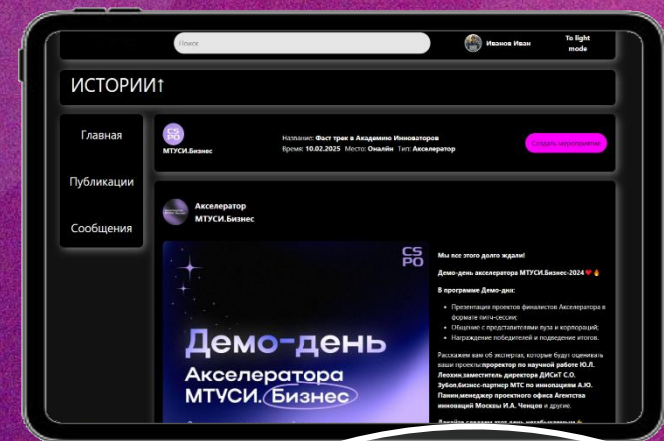 Поиск
Иванов Иван
To light
mode
ИСТОРИИ↑
Главная
Публикации
Сообщения
CS
PO
МТУСИ.Бизнес
Название: Фаст трек в Академию Инноваторов
Время: 10.02.2025 Место: Онлайн Тип: Акселератор
Создать мероприятие
Акселератор
МТУСИ.Бизнес
CS
PO
Демо-день
Акселератора
МТУСИ. Бизнес
Мы все этого долго ждали!
Демо-день акселератора МТУСИ.Бизнес-2024
В программе Демо-дня:
• Презентация проектов финалистов Акселератора в
формате питч-сессии;
• Общение с представителями вуза и корпораций;
• Награждение победителей и подведение итогов.
Расскажем вам об экспертах, которые будут оценивать
ваши проекты:проректор по научной работе Ю.Л.
Леохин,заместитель директора ДИСиТ С.О.
Зубов,бизнес-партнер МТС по инновациям А.Ю.
Панин,менеджер проектного офиса Агентства
инноваций Москвы И.А. Ченцов и другие.